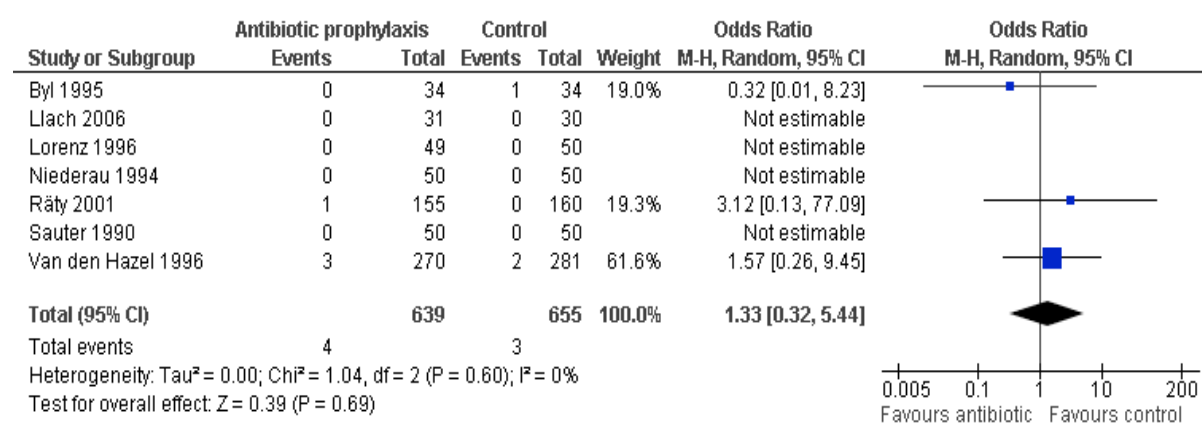 Antibiotic prophylaxis Control Odds Ratio Odds Ratio
Study or Subgroup Events Total Events Total Weight M-H, Random, 95% CI M-H, Random, 95% CI
Byl 1995 0 34 1 34 19.0% 0.32 [0.01, 8.23]
Llach 2006 0 31 0 30 Not estimable
Lorenz 1996 0 49 0 50 Not estimable
Niederau 1994 0 50 0 50 Not estimable
Räty 2001 1 155 0 160 19.3% 3.12 [0.13, 77.09]
Sauter 1990 0 50 0 50 Not estimable
Van den Hazel 1996 3 270 2 281 61.6% 1.57 [0.26, 9.45]
Total (95% CI) 639 655 100.0% 1.33 [0.32, 5.44]
Total events 4 3
Heterogeneity: Tau² = 0.00; Chi² = 1.04, df = 2 (P = 0.60); I² = 0%
Test for overall effect: Z = 0.39 (P = 0.69)
0.005 0.1 1 10 200
Favours antibiotic Favours control